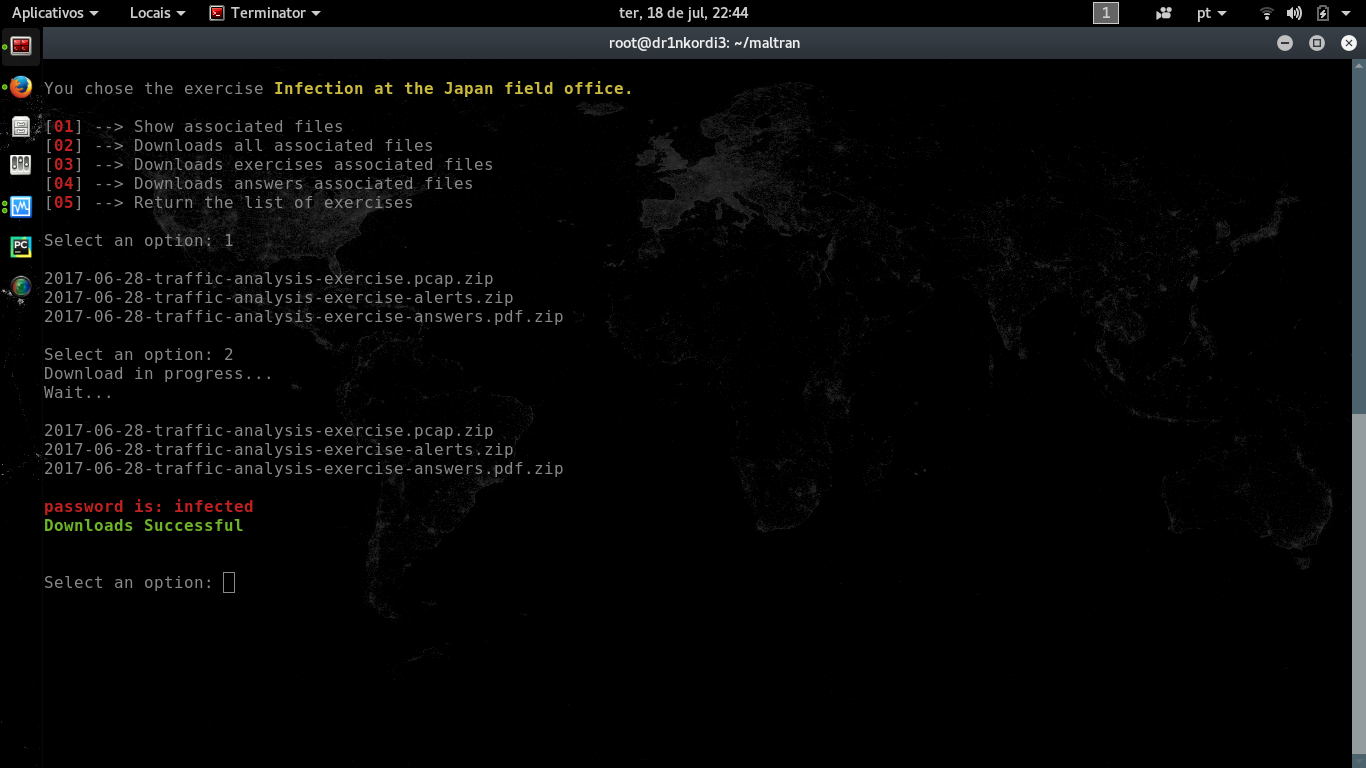 Aplicativos Locais Terminator ter, 18 de jul, 22:44 1 pt
root@dr1nkordi3: ~/maltran
You chose the exercise Infection at the Japan field office.
[01] --> Show associated files
[02] --> Downloads all associated files
[03] --> Downloads exercises associated files
[04] --> Downloads answers associated files
[05] --> Return the list of exercises
Select an option: 1
2017-06-28-traffic-analysis-exercise.pcap.zip
2017-06-28-traffic-analysis-exercise-alerts.zip
2017-06-28-traffic-analysis-exercise-answers.pdf.zip
Select an option: 2
Download in progress...
Wait...
2017-06-28-traffic-analysis-exercise.pcap.zip
2017-06-28-traffic-analysis-exercise-alerts.zip
2017-06-28-traffic-analysis-exercise-answers.pdf.zip
password is: infected
Downloads Successful
Select an option:
PC